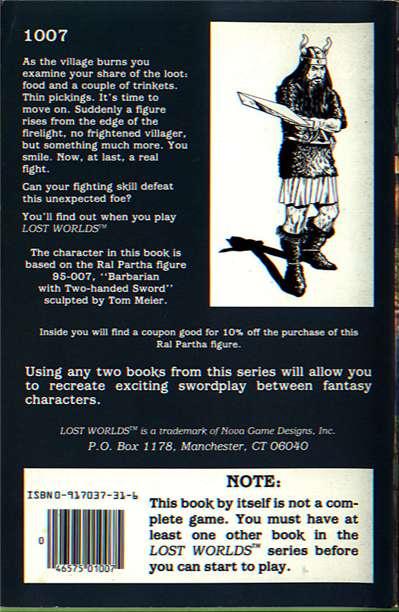 1007
As the village burns you
examine your share of the loot:
food and a couple of trinkets.
Thin pickings. It's time to
move on. Suddenly a figure
rises from the edge of the
firelight, no frightened villager,
but something much more. You
smile. Now, at last, a real
fight.
Can your fighting skill defeat
this unexpected foe?
You'll find out when you play
LOST WORLDS™
The character in this book is
based on the Ral Partha figure
95-007, "Barbarian
with Two-handed Sword"
sculpted by Tom Meier.
Inside you will find a coupon good for 10% off the purchase of this
Ral Partha figure.
Using any two books from this series will allow you
to recreate exciting swordplay between fantasy
characters.
LOST WORLDS™ is a trademark of Nova Game Designs, Inc.
P.O. Box 1178, Manchester, CT 06040
ISBN 0-917037-31-6
0
46575 01007
NOTE:
This book by itself is not a com-
plete game. You must have at
least one other book in the
LOST WORLDS™ series before
you can start to play.